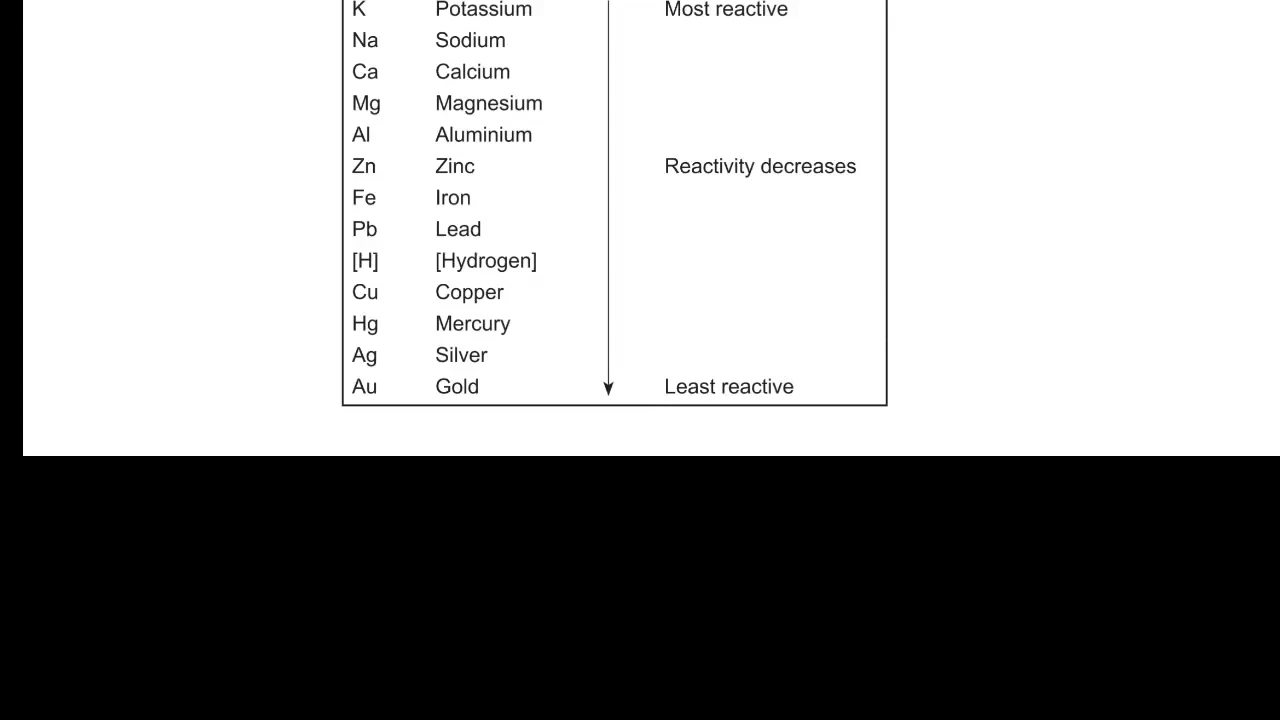 K Potassium Most reactive
Na Sodium
Ca Calcium
Mg Magnesium
Al Aluminium
Zn Zinc Reactivity decreases
Fe Iron
Pb Lead
[H] [Hydrogen]
Cu Copper
Hg Mercury
Ag Silver
Au Gold Least reactive